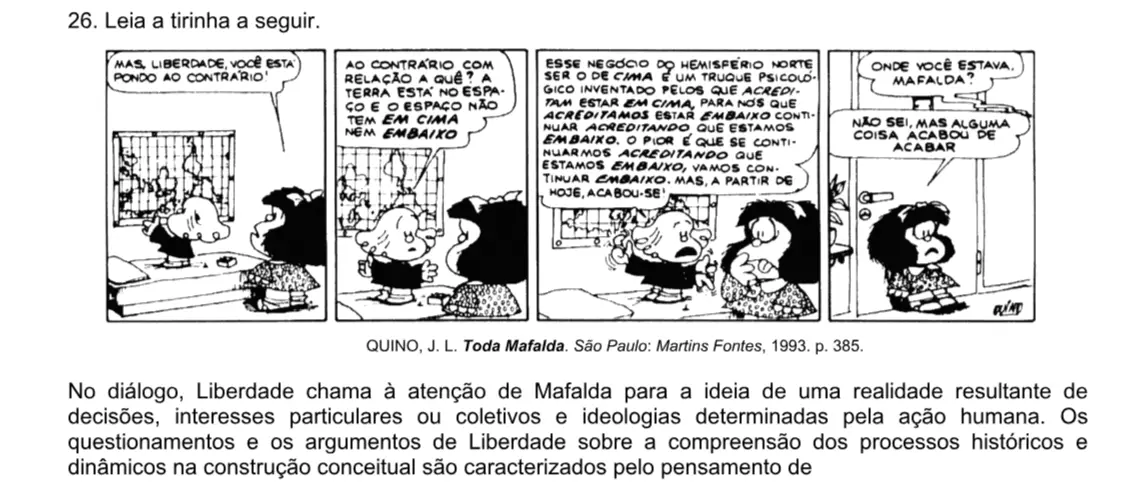 26. Leia a tirinha a seguir.
MAS, LIBERDADE, VOCÊ ESTÁ
PONDO AO CONTRÁRIO!
AO CONTRÁRIO COM
RELAÇÃO A QUÊ? A
TERRA ESTÁ NO ESPA-
ÇO E O ESPAÇO NÃO
TEM EM CIMA
NEM EMBAIXO
ESSE NEGÓCIO DO HEMISFÉRIO NORTE
SER O DE CIMA É UM TRUQUE PSICOLÓ-
GICO INVENTADO PELOS QUE ACREDI-
TAM ESTAR EM CIMA, PARA NÓS QUE
ACREDITAMOS ESTAR EMBAIXO CONTI-
NUAR ACREDITANDO QUE ESTAMOS
EMBAIXO. O PIOR É QUE SE CONTI-
NUARMOS ACREDITANDO QUE
ESTAMOS EMBAIXO, VAMOS CON-
TINUAR EMBAIXO. MAS, A PARTIR DE
HOJE, ACABOU-SE!
ONDE VOCÊ ESTAVA,
MAFALDA?
NÃO SEI, MAS ALGUMA
COISA ACABOU DE
ACABAR
QUINO
QUINO, J. L. Toda Mafalda. São Paulo: Martins Fontes, 1993. p. 385.
No diálogo, Liberdade chama à atenção de Mafalda para a ideia de uma realidade resultante de
decisões, interesses particulares ou coletivos e ideologias determinadas pela ação humana. Os
questionamentos e os argumentos de Liberdade sobre a compreensão dos processos históricos e
dinâmicos na construção conceitual são caracterizados pelo pensamento de